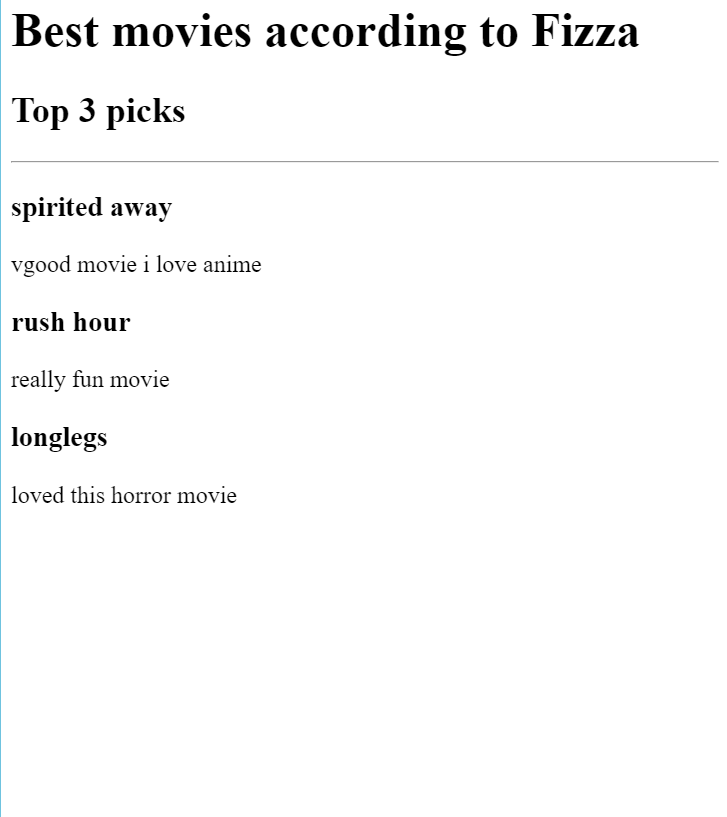 Best movies according to Fizza
Top 3 picks
spirited away
vgood movie i love anime
rush hour
really fun movie
longlegs
loved this horror movie